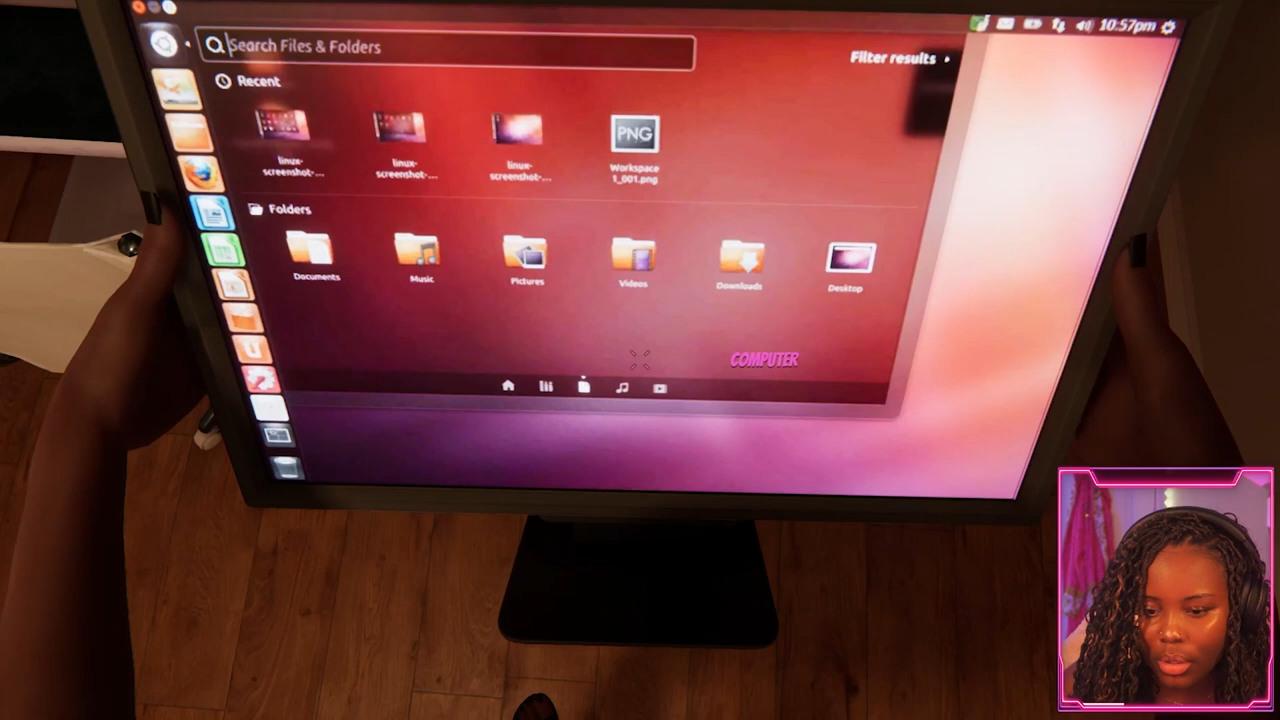 10:57pm
Search Files & Folders
Filter results
Recent
linux-
screenshot-...
linux-
screenshot-...
linux-
screenshot-...
PNG
Workspace
1_001.png
Folders
Documents
Music
Pictures
Videos
Downloads
Desktop
COMPUTER